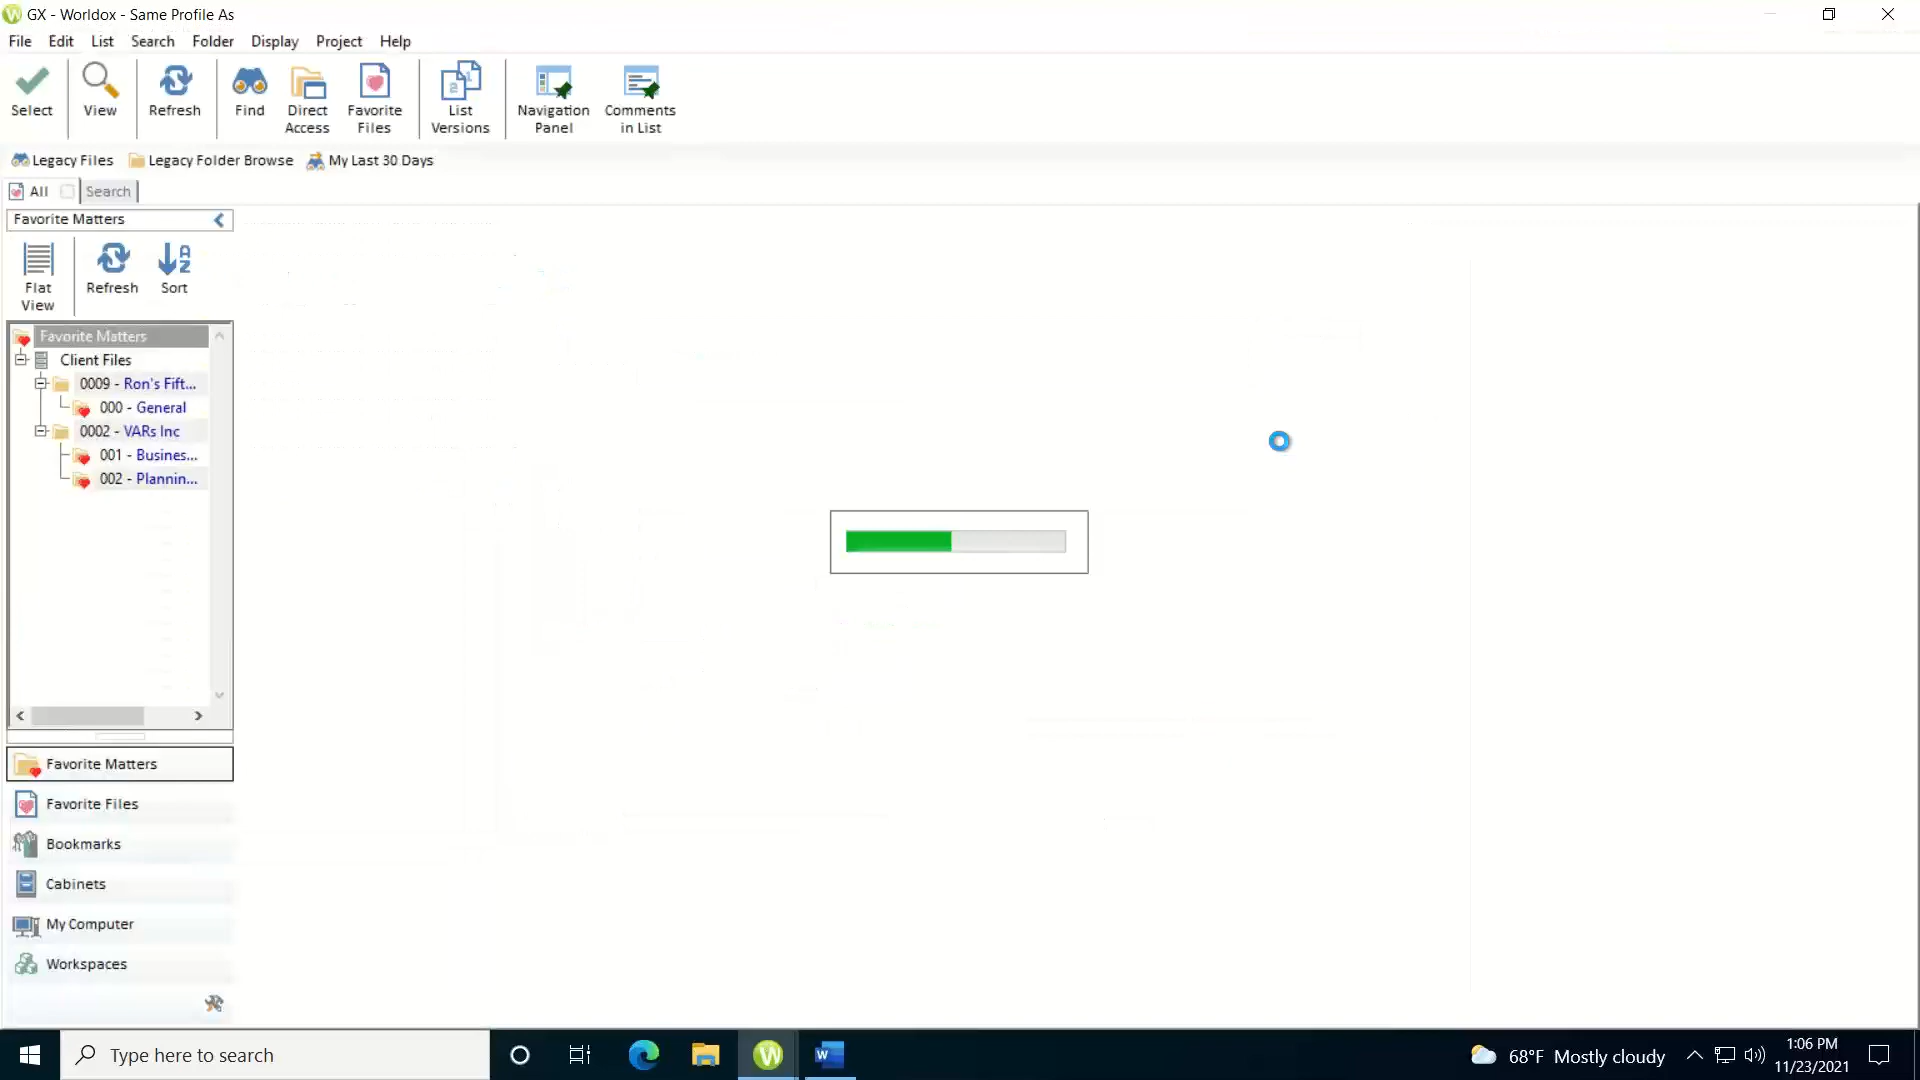 GX - Worldox - Same Profile As
File Edit List Search Folder Display Project Help
Select View Refresh Find Direct Access Favorite Files List Versions Navigation Panel Comments in List
Legacy Files Legacy Folder Browse My Last 30 Days
All Search
Favorite Matters
Flat View Refresh Sort
Favorite Matters
Client Files
0009 - Ron's Fift...
000 - General
0002 - VARs Inc
001 - Busines...
002 - Plannin...
Favorite Matters
Favorite Files
Bookmarks
Cabinets
My Computer
Workspaces
Type here to search
68°F Mostly cloudy
1:06 PM
11/23/2021